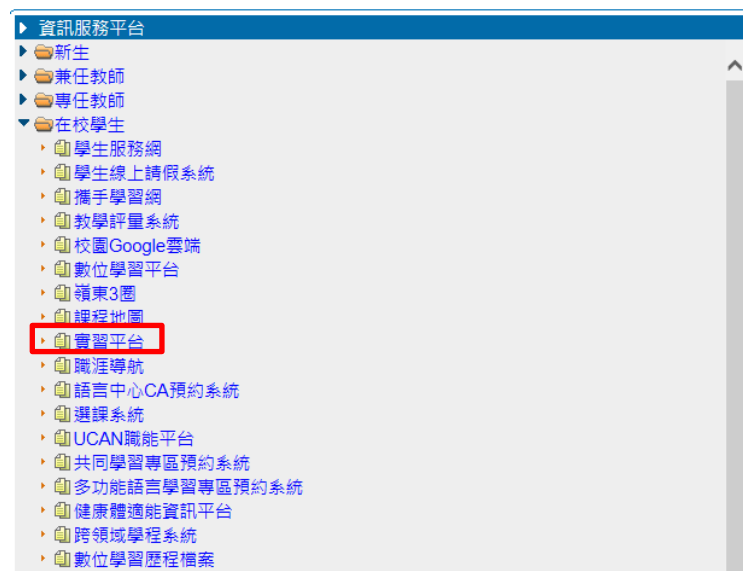 資訊服務平台
新生
兼任教師
專任教師
在校學生
學生服務網
學生線上請假系統
攜手學習網
教學評量系統
校園Google雲端
數位學習平台
嶺東3圈
課程地圖
實習平台
職涯導航
語言中心CA預約系統
選課系統
UCAN職能平台
共同學習專區預約系統
多功能語言學習專區預約系統
健康體適能資訊平台
跨領域學程系統
數位學習歷程檔案